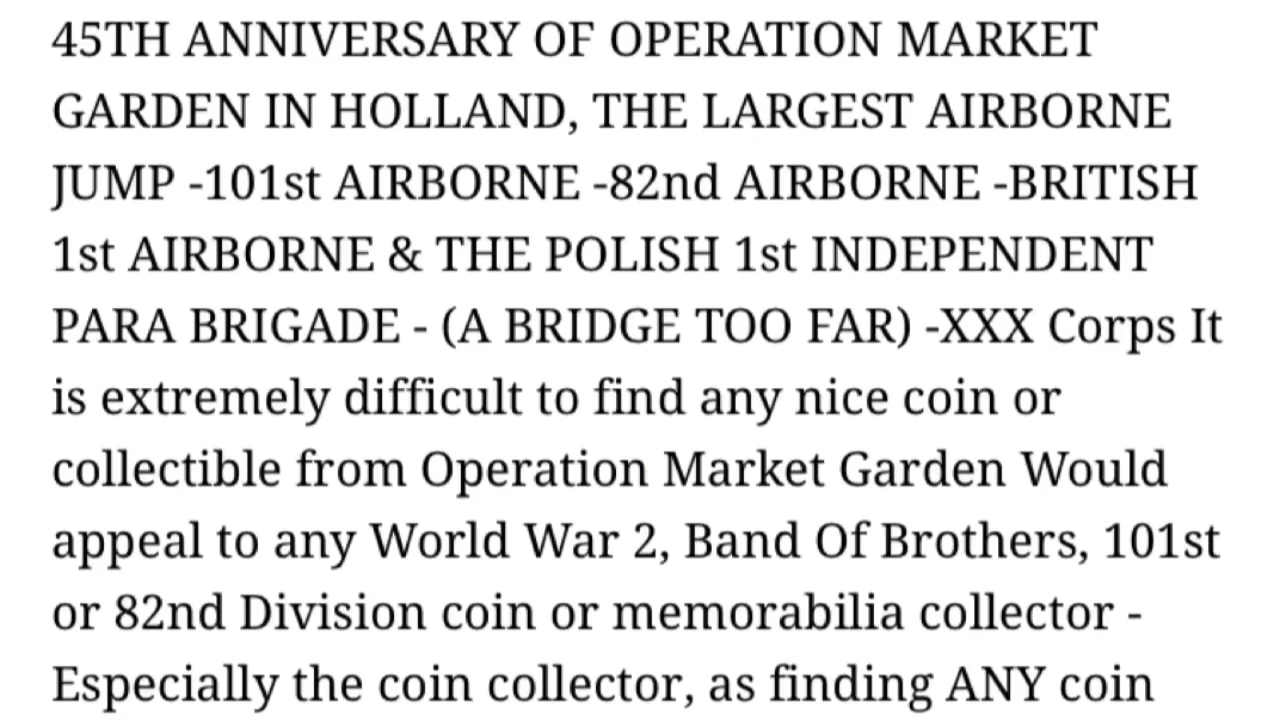 45TH ANNIVERSARY OF OPERATION MARKET
GARDEN IN HOLLAND, THE LARGEST AIRBORNE
JUMP -101st AIRBORNE -82nd AIRBORNE -BRITISH
1st AIRBORNE & THE POLISH 1st INDEPENDENT
PARA BRIGADE - (A BRIDGE TOO FAR) -XXX Corps It
is extremely difficult to find any nice coin or
collectible from Operation Market Garden Would
appeal to any World War 2, Band Of Brothers, 101st
or 82nd Division coin or memorabilia collector -
Especially the coin collector, as finding ANY coin